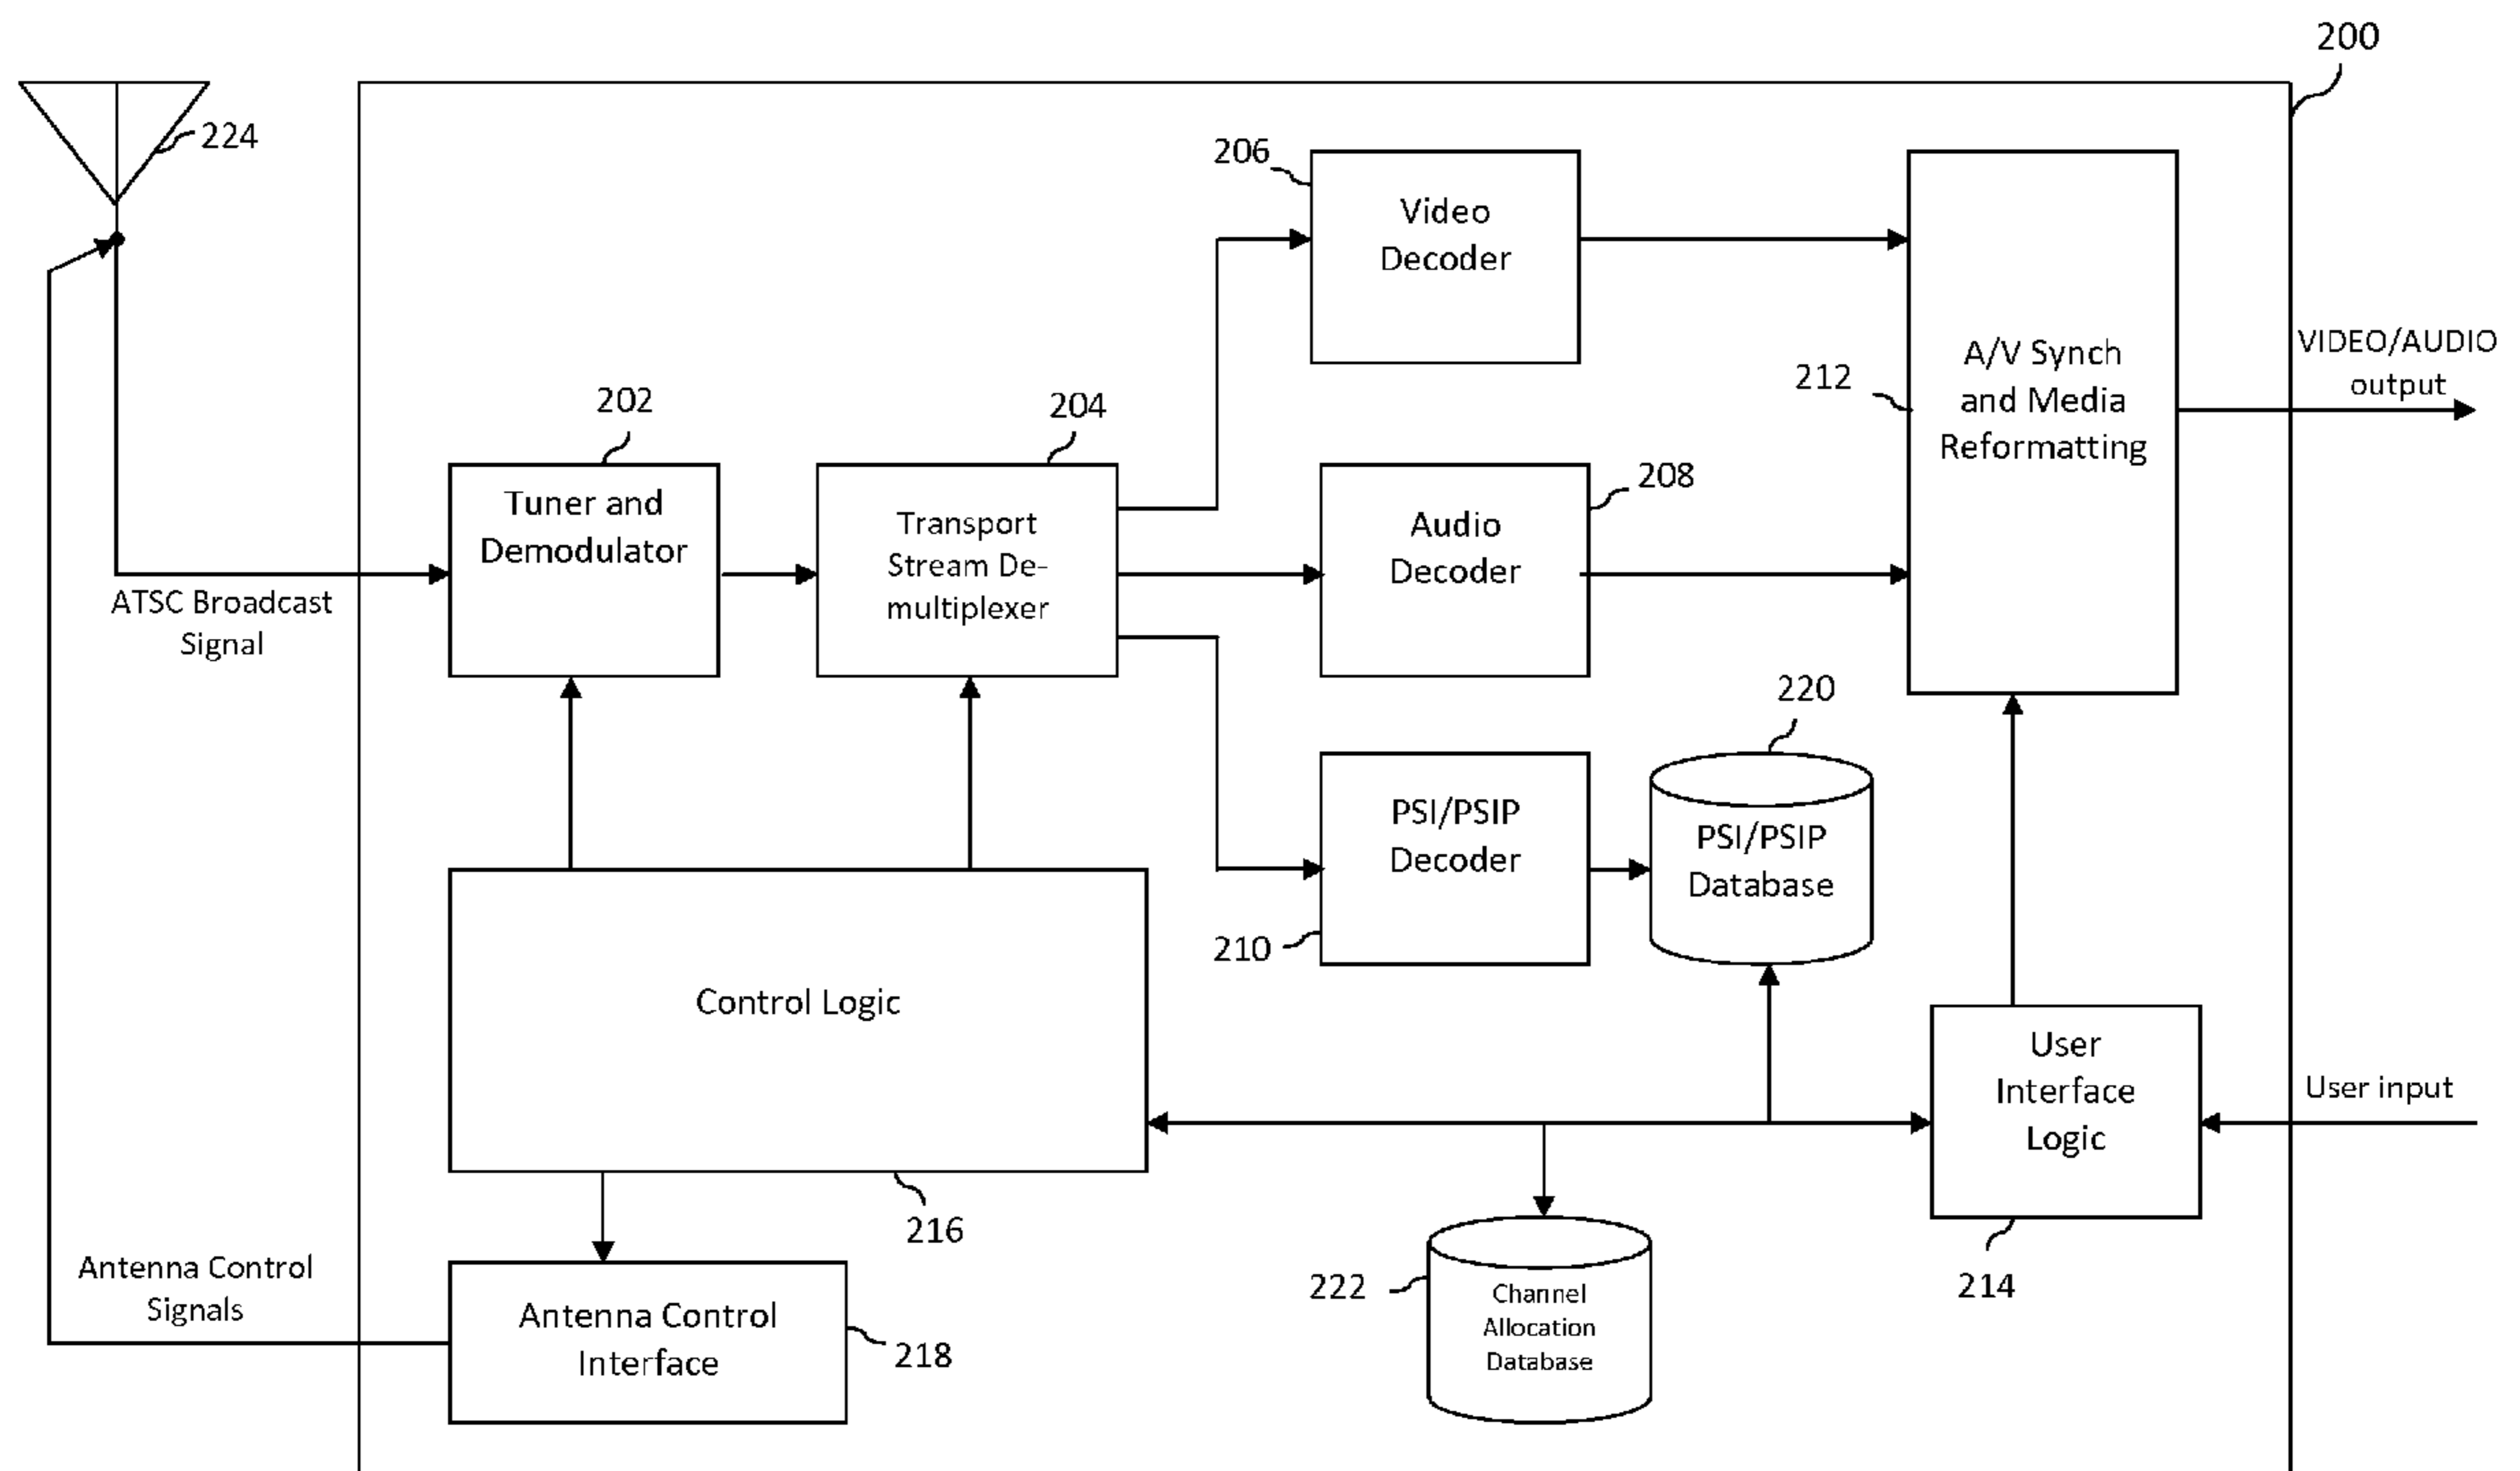 200
224
206
Video
Decoder
A/V Synch
and Media
Reformatting
212
VIDEO/AUDIO
output
202
204
208
Tuner and
Demodulator
Transport
Stream De-
multiplexer
Audio
Decoder
ATSC Broadcast
Signal
220
PSI/PSIP
Decoder
210
PSI/PSIP
Database
Control Logic
216
User
Interface
Logic
User input
214
Antenna Control
Signals
Antenna Control
Interface
218
222
Channel
Allocation
Database